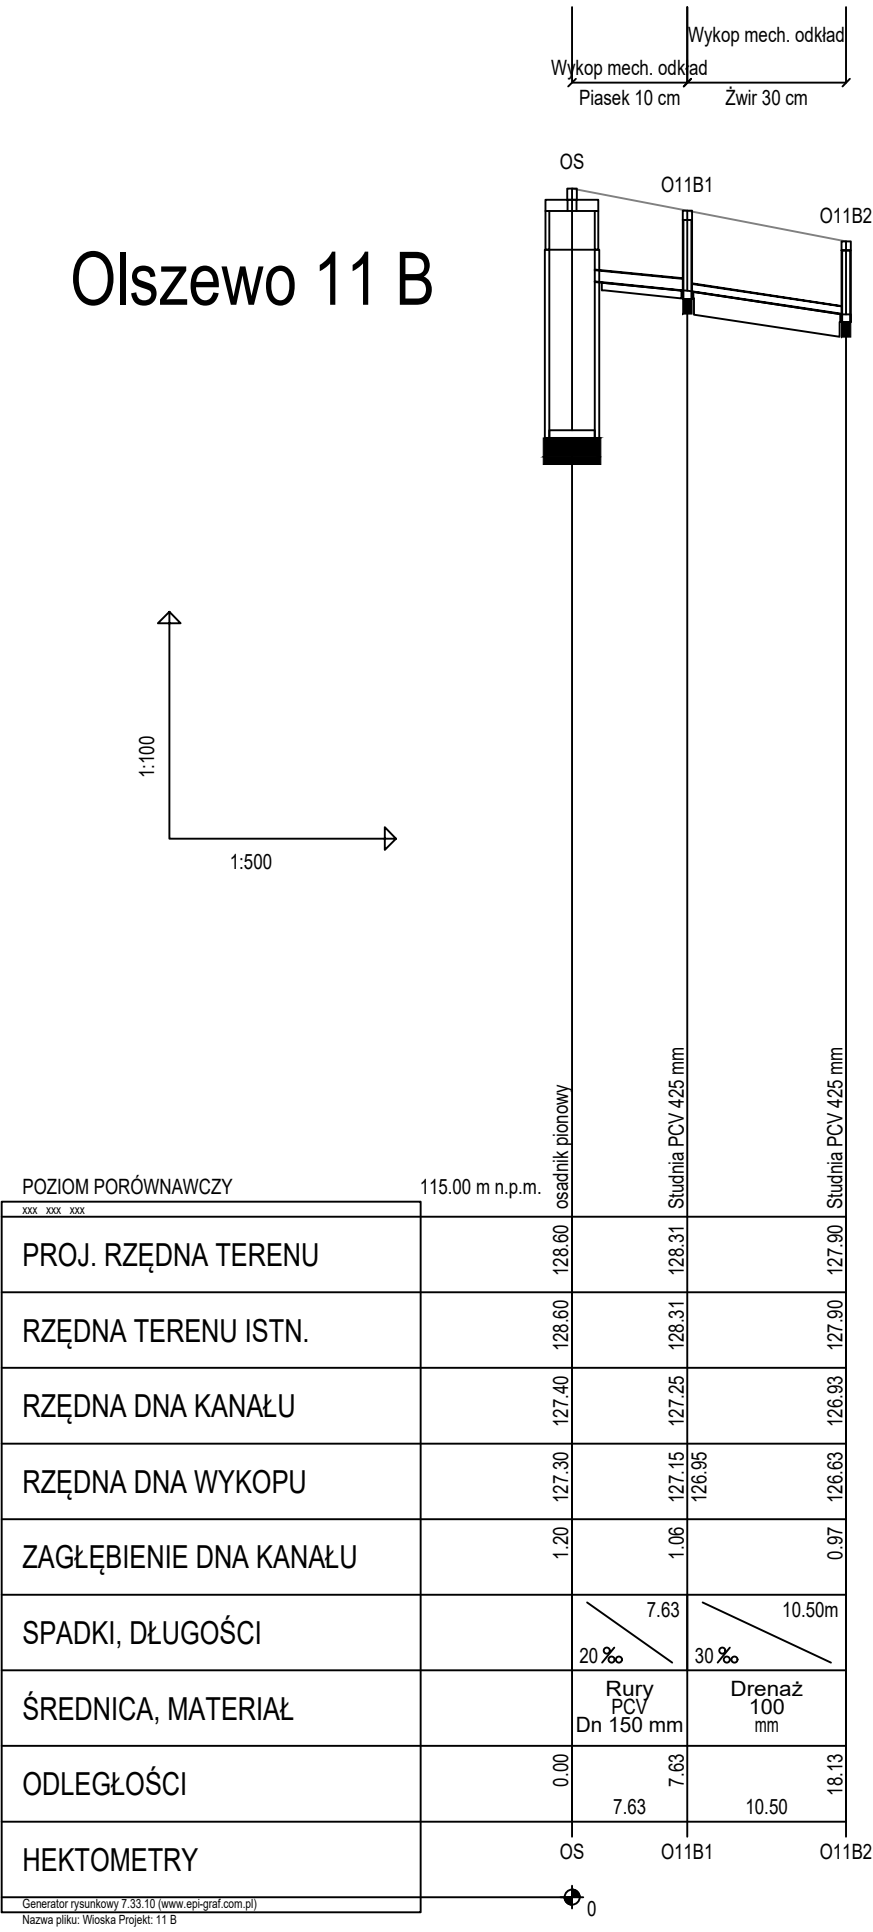 Wykop mech. odkład
Wykop mech. odkład
Piasek 10 cm
Żwir 30 cm
OS
O11B1
O11B2
Olszewo 11 B
1:100
1:500
osadnik pionowy
Studnia PCV 425 mm
Studnia PCV 425 mm
POZIOM PORÓWNAWCZY 115.00 m n.p.m.
xxx xxx xxx
PROJ. RZĘDNA TERENU 128.60 128.31 127.90
RZĘDNA TERENU ISTN. 128.60 128.31 127.90
RZĘDNA DNA KANAŁU 127.40 127.25 126.93
RZĘDNA DNA WYKOPU 127.30 127.15 126.95 126.63
ZAGŁĘBIENIE DNA KANAŁU 1.20 1.06 0.97
SPADKI, DŁUGOŚCI
7.63 10.50m
20 ‰ 30 ‰
ŚREDNICA, MATERIAŁ
Rury
PCV
Dn 150 mm
Drenaż
100
mm
ODLEGŁOŚCI 0.00 7.63 18.13
7.63 10.50
HEKTOMETRY
OS O11B1 O11B2
0
Generator rysunkowy 7.33.10 (www.epi-graf.com.pl)
Nazwa pliku: Wioska Projekt: 11 B